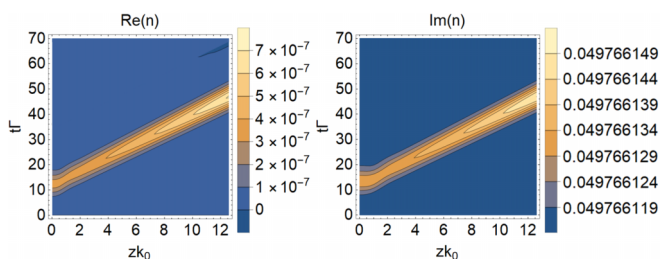 Re(n)
70
60
50
40
30
20
10
0
tΓ
0 2 4 6 8 10 12
zk₀
7 × 10⁻⁷
6 × 10⁻⁷
5 × 10⁻⁷
4 × 10⁻⁷
3 × 10⁻⁷
2 × 10⁻⁷
1 × 10⁻⁷
0
Im(n)
70
60
50
40
30
20
10
0
tΓ
0 2 4 6 8 10 12
zk₀
0.049766149
0.049766144
0.049766139
0.049766134
0.049766129
0.049766124
0.049766119